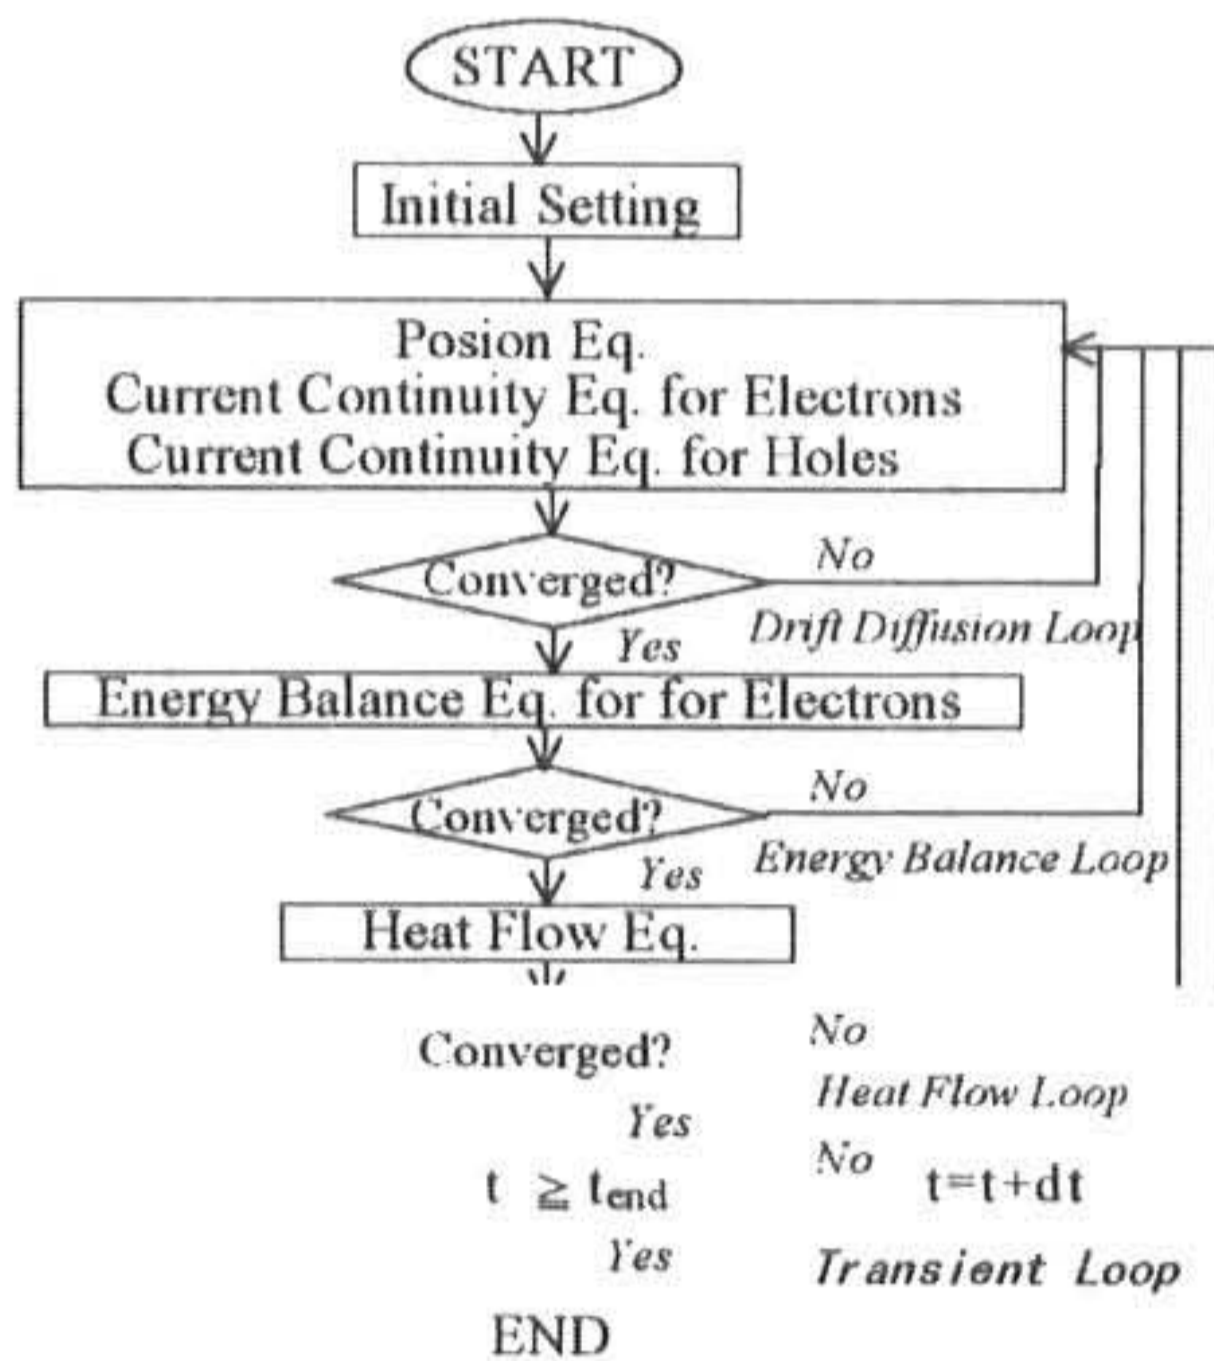 START
Initial Setting
Posion Eq.
Current Continuity Eq. for Electrons
Current Continuity Eq. for Holes
Converged?
No
Drift Diffusion Loop
Yes
Energy Balance Eq. for for Electrons
Converged?
No
Energy Balance Loop
Yes
Heat Flow Eq.
Converged?
No
Heat Flow Loop
Yes
t ≧ tend
No
t=t+dt
Yes
Transient Loop
END